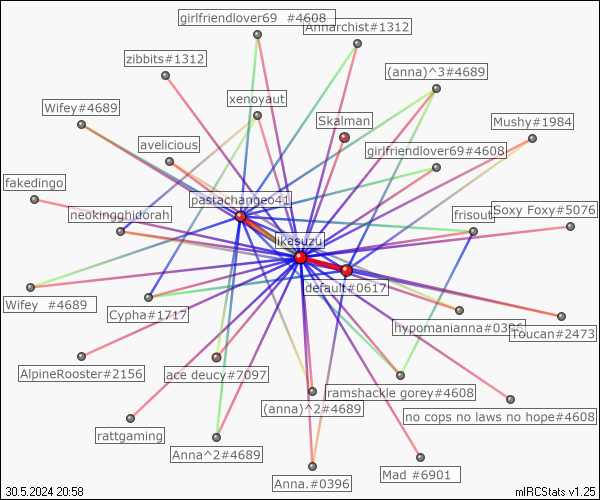 girlfriendlover69  #4608
Annarchist#1312
zibbits#1312
(anna)^3#4689
xenoyaut
Wifey#4689
Skalman
Mushy#1984
avelicious
girlfriendlover69#4608
fakedingo
pastachangeo41
neokingghidorah
frisout
Soxy Foxy#5076
ikasuzu
default#0617
Wifey  #4689
Cypha#1717
hypomanianna#0396
Toucan#2473
AlpineRooster#2156
ace deucy#7097
ramshackle gorey#4608
(anna)^2#4689
no cops no laws no hope#4608
rattgaming
Anna^2#4689
Anna.#0396
Mad #6901
30.5.2024 20:58
mIRCStats v1.25